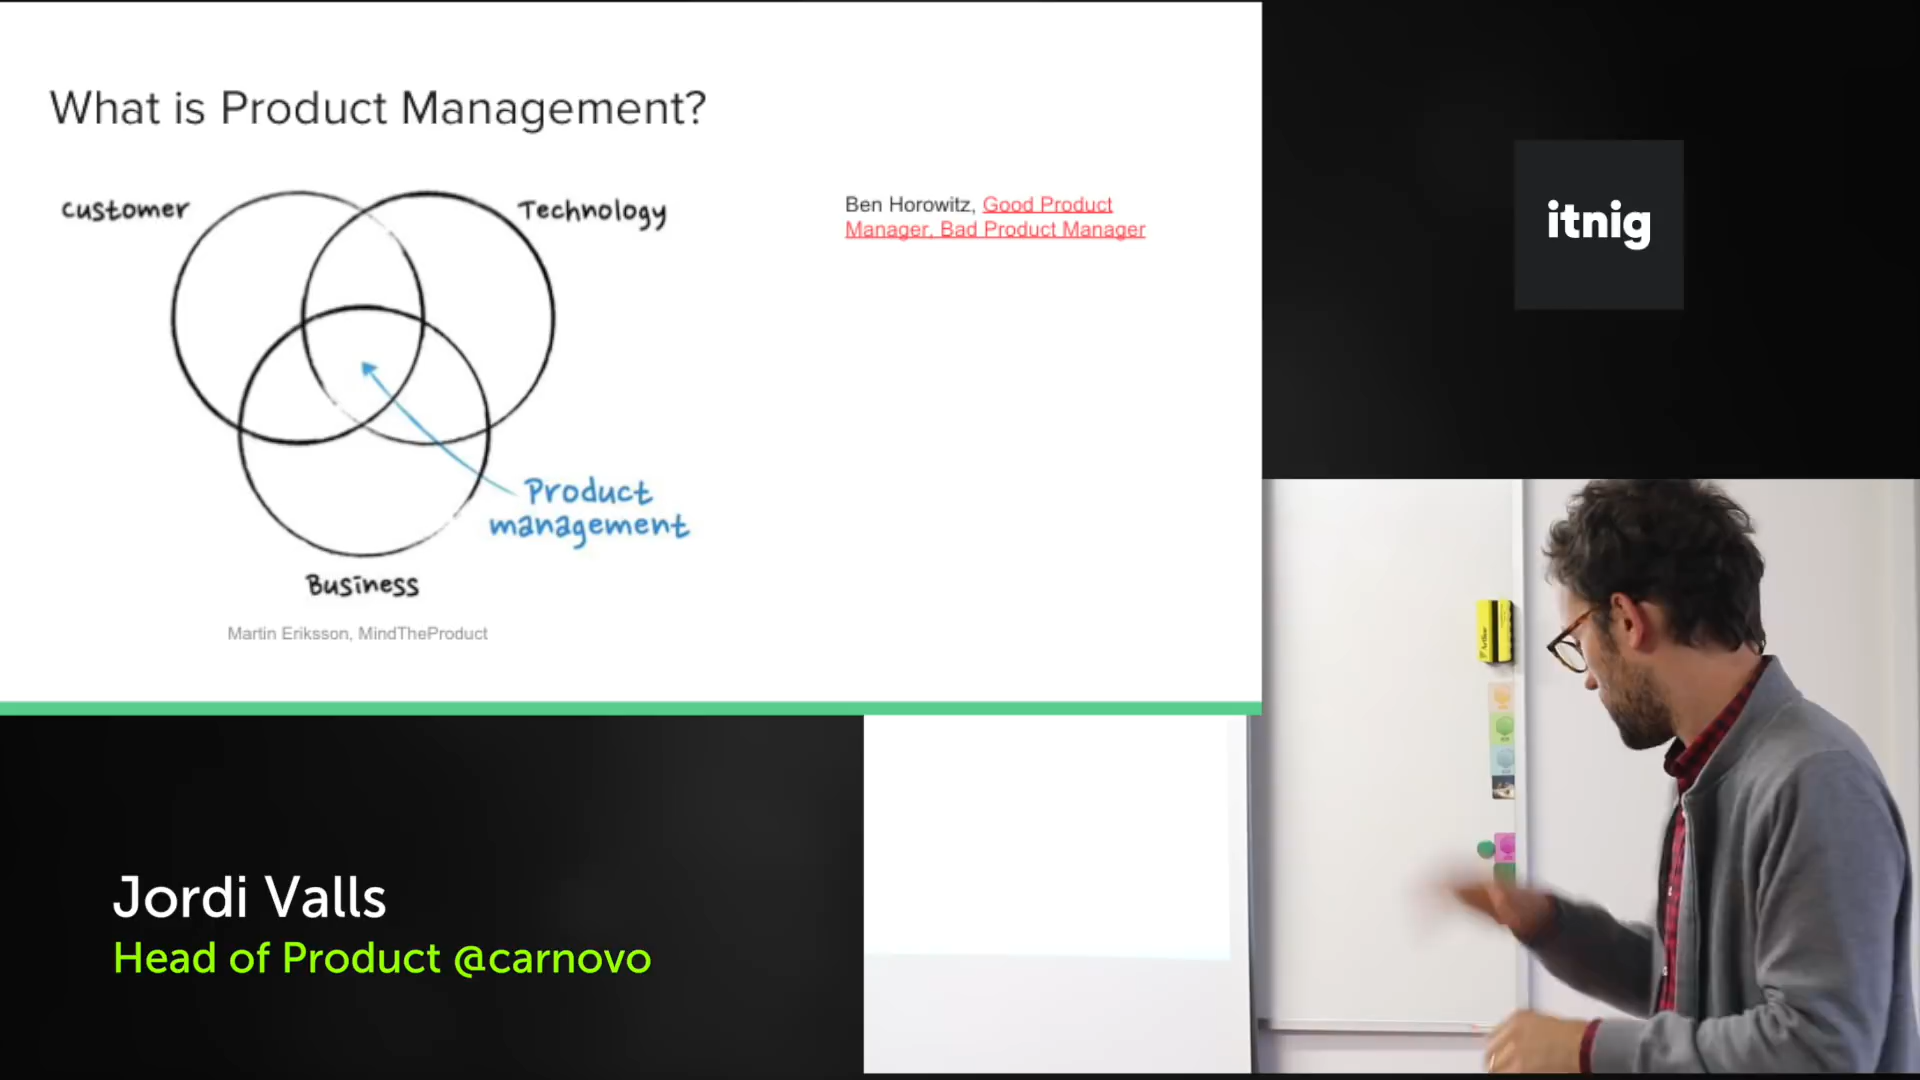 What is Product Management?
Customer
Technology
Ben Horowitz, Good Product
Manager, Bad Product Manager
Product
management
Business
Martin Eriksson, MindTheProduct
itnig
Jordi Valls
Head of Product @carnovo